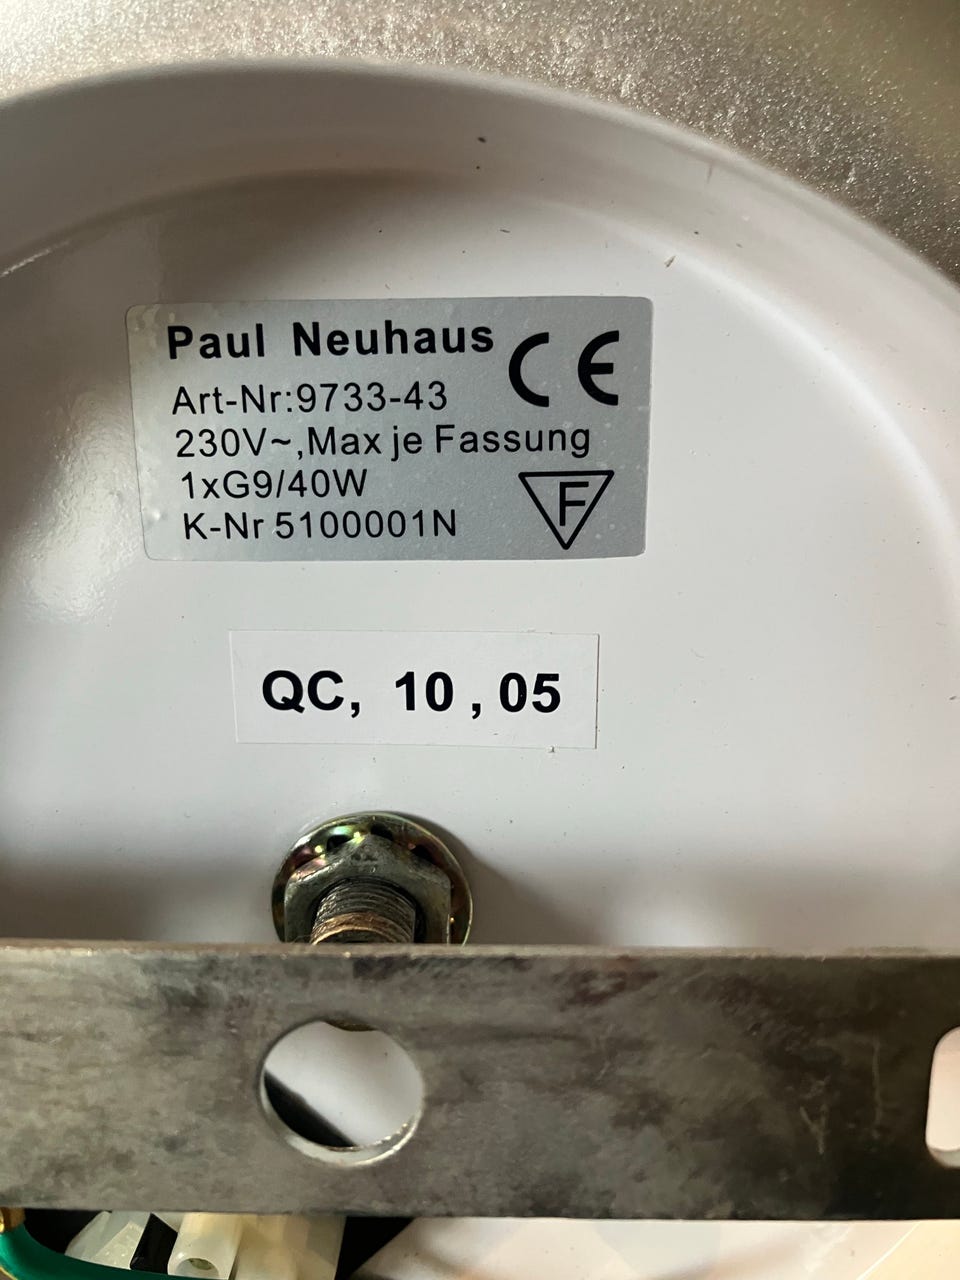 Paul Neuhaus CE
Art-Nr:9733-43
230V~,Max je Fassung
1xG9/40W
K-Nr 5100001N
F
QC, 10 , 05